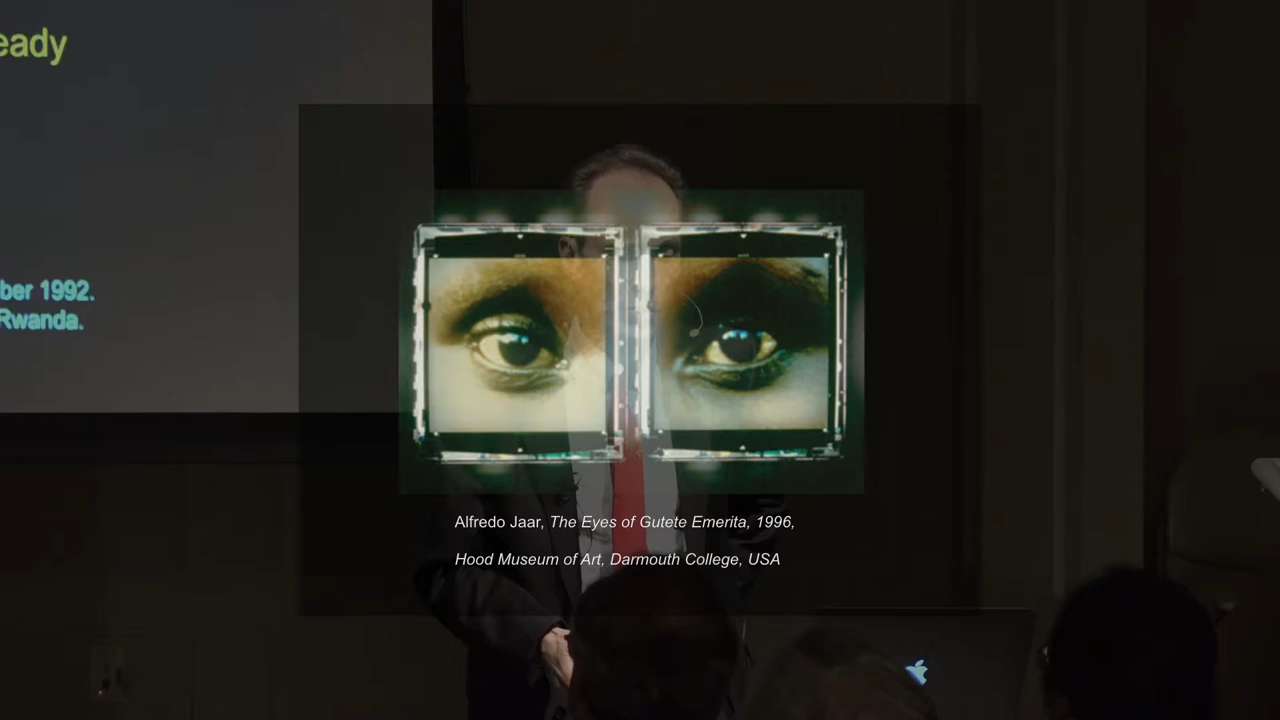 eady
ber 1992.
Rwanda.
Alfredo Jaar, The Eyes of Gutete Emerita, 1996,
Hood Museum of Art, Darmouth College, USA